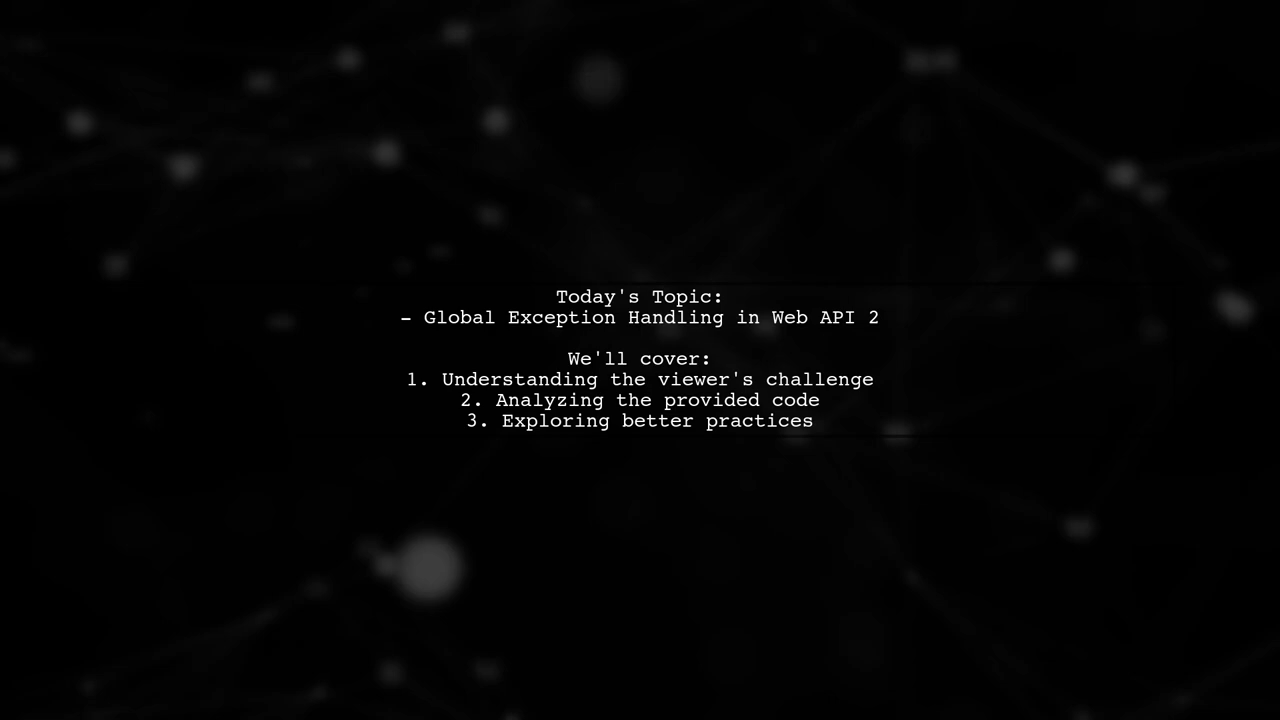 Today's Topic:
- Global Exception Handling in Web API 2
We'll cover:
1. Understanding the viewer's challenge
2. Analyzing the provided code
3. Exploring better practices